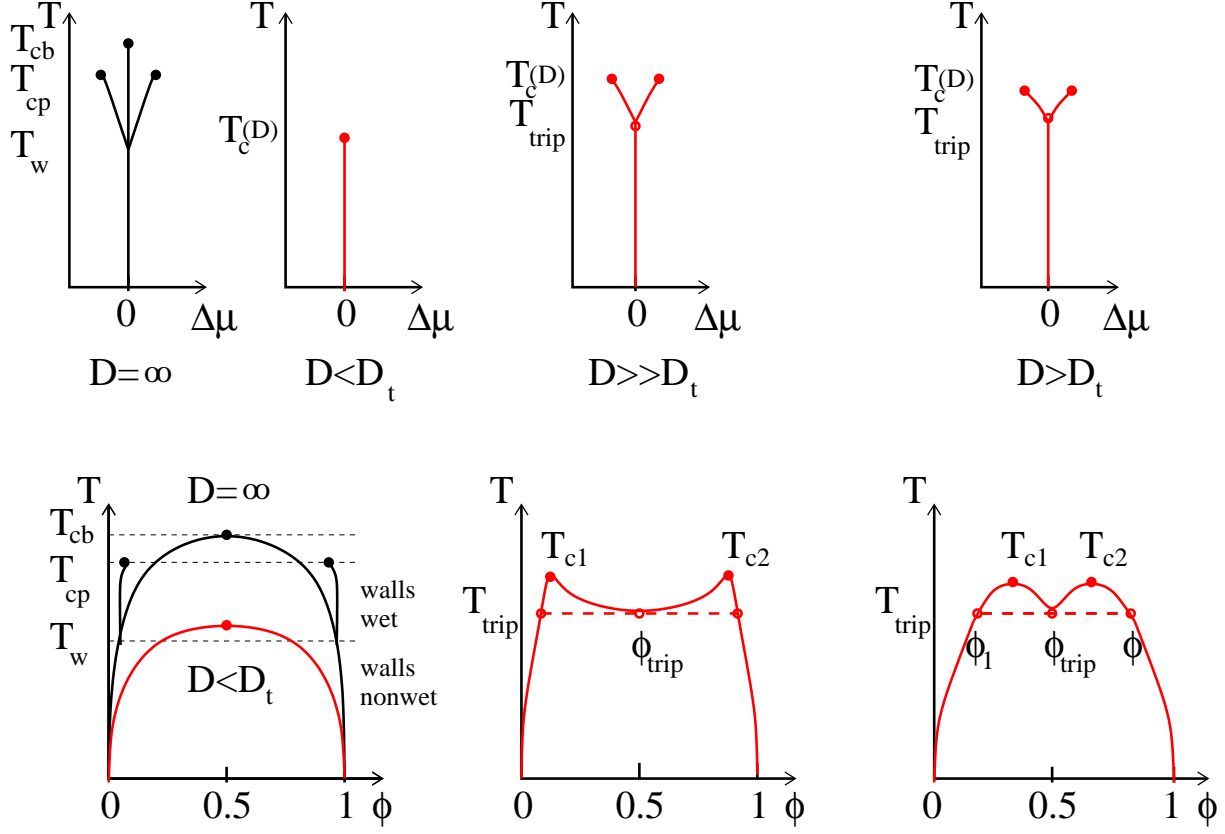 T
T_cb
T_cp
T_w
0
Δμ
D=∞
T
T_c^(D)
0
Δμ
D<D_t
T
T_c^(D)
T_trip
0
Δμ
D>>D_t
T
T_c^(D)
T_trip
0
Δμ
D>D_t
T
D=∞
T_cb
T_cp
T_w
walls
wet
D<D_t
walls
nonwet
0
0.5
1
ϕ
T
T_c1
T_c2
T_trip
ϕ_trip
0
0.5
1
ϕ
T
T_c1
T_c2
T_trip
ϕ_1
ϕ_trip
ϕ
0
0.5
1
ϕ